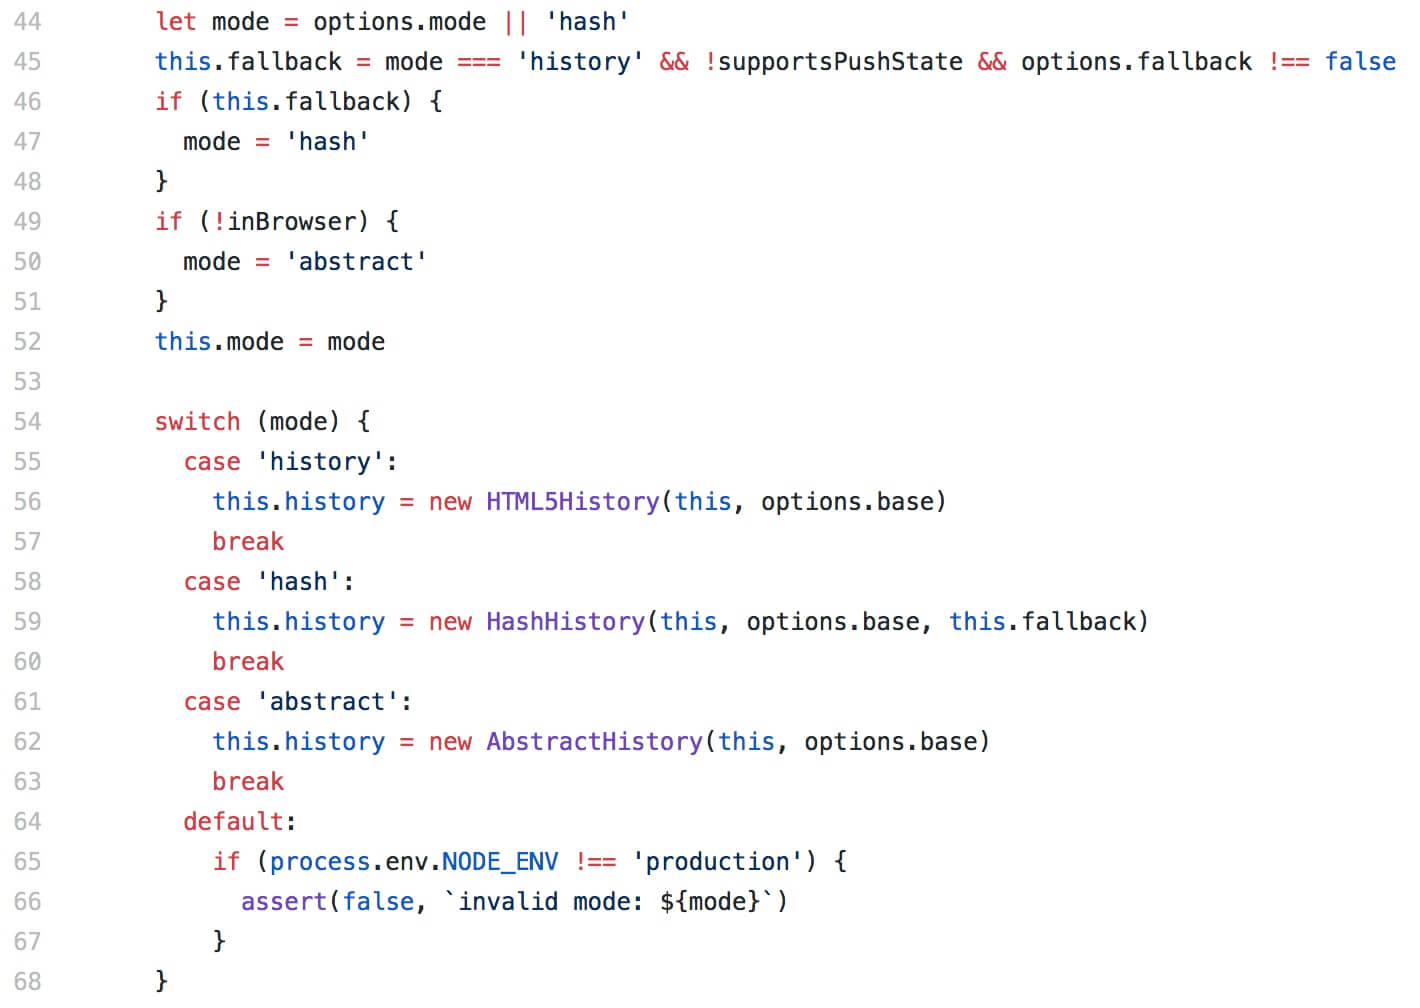 44 let mode = options.mode || 'hash'
45 this.fallback = mode === 'history' && !supportsPushState && options.fallback !== false
46 if (this.fallback) {
47 mode = 'hash'
48 }
49 if (!inBrowser) {
50 mode = 'abstract'
51 }
52 this.mode = mode
53
54 switch (mode) {
55 case 'history':
56 this.history = new HTML5History(this, options.base)
57 break
58 case 'hash':
59 this.history = new HashHistory(this, options.base, this.fallback)
60 break
61 case 'abstract':
62 this.history = new AbstractHistory(this, options.base)
63 break
64 default:
65 if (process.env.NODE_ENV !== 'production') {
66 assert(false, `invalid mode: ${mode}`)
67 }
68 }